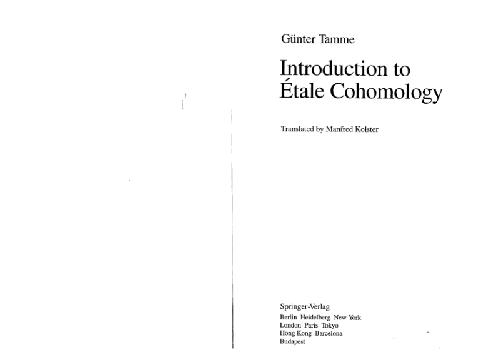 Günter Tamme
Introduction to
Étale Cohomology
Translated by Manfred Kolster
Springer-Verlag
Berlin Heidelberg New York
London Paris Tokyo
Hong Kong Barcelona
Budapest